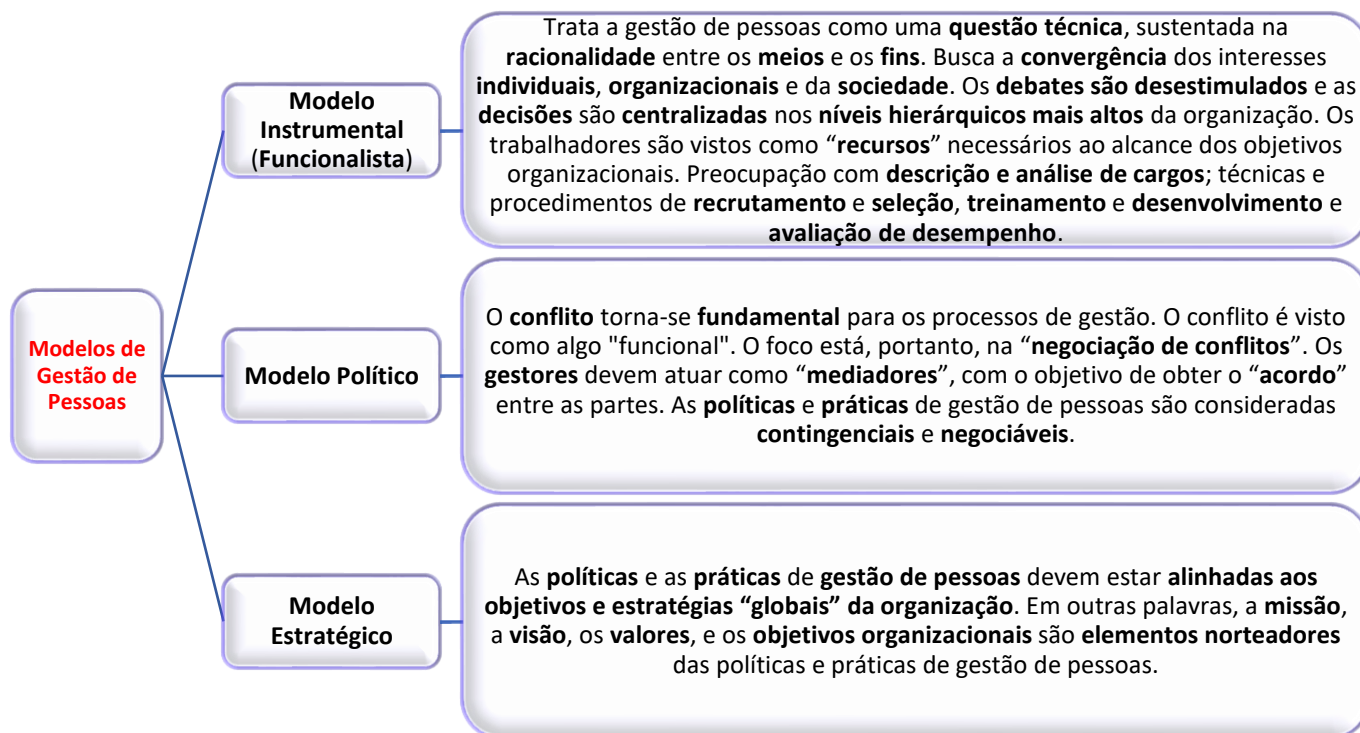 Modelos de
Gestão de
Pessoas
Modelo
Instrumental
(Funcionalista)
Trata a gestão de pessoas como uma questão técnica, sustentada na
racionalidade entre os meios e os fins. Busca a convergência dos interesses
individuais, organizacionais e da sociedade. Os debates são desestimulados e as
decisões são centralizadas nos níveis hierárquicos mais altos da organização. Os
trabalhadores são vistos como “recursos” necessários ao alcance dos objetivos
organizacionais. Preocupação com descrição e análise de cargos; técnicas e
procedimentos de recrutamento e seleção, treinamento e desenvolvimento e
avaliação de desempenho.
Modelo Político
O conflito torna-se fundamental para os processos de gestão. O conflito é visto
como algo "funcional". O foco está, portanto, na “negociação de conflitos”. Os
gestores devem atuar como “mediadores”, com o objetivo de obter o “acordo”
entre as partes. As políticas e práticas de gestão de pessoas são consideradas
contingenciais e negociáveis.
Modelo
Estratégico
As políticas e as práticas de gestão de pessoas devem estar alinhadas aos
objetivos e estratégias “globais” da organização. Em outras palavras, a missão,
a visão, os valores, e os objetivos organizacionais são elementos norteadores
das políticas e práticas de gestão de pessoas.